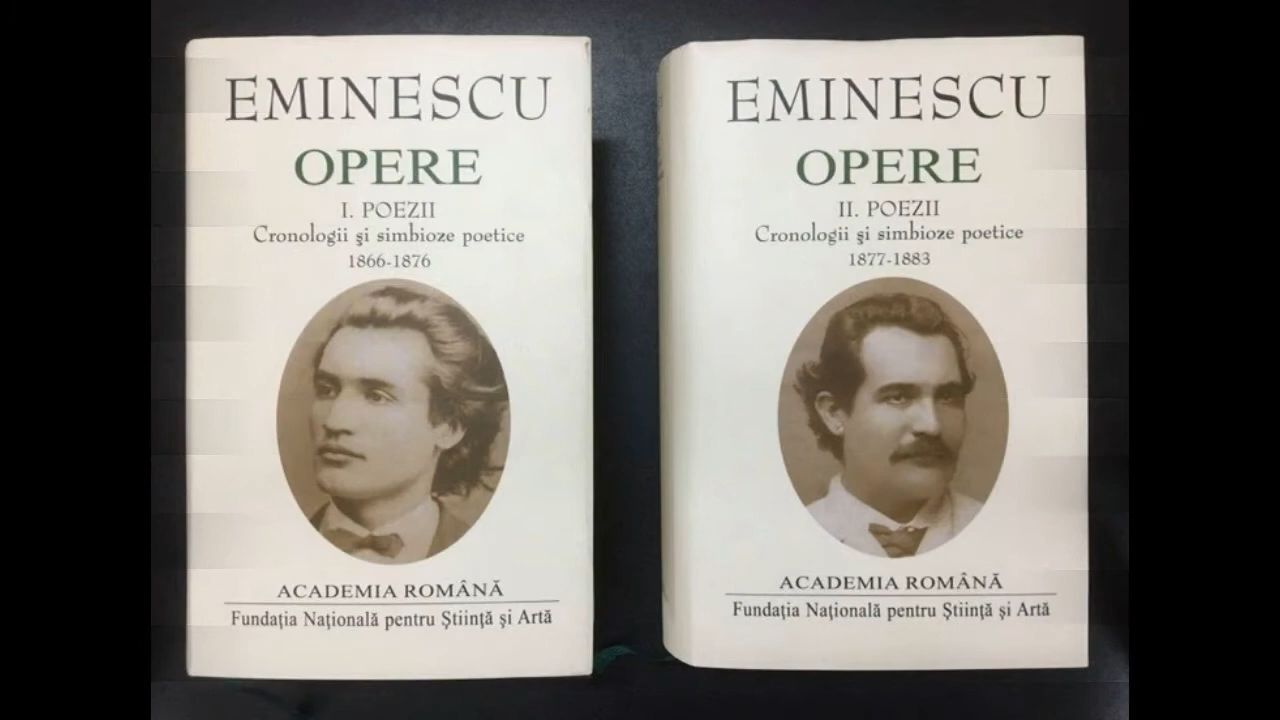 EMINESCU
OPERE
I. POEZII
Cronologii şi simbioze poetice
1866-1876
ACADEMIA ROMÂNĂ
Fundaţia Naţională pentru Ştiinţă şi Artă
EMINESCU
OPERE
II. POEZII
Cronologii şi simbioze poetice
1877-1883
ACADEMIA ROMÂNĂ
Fundaţia Naţională pentru Ştiinţă şi Artă